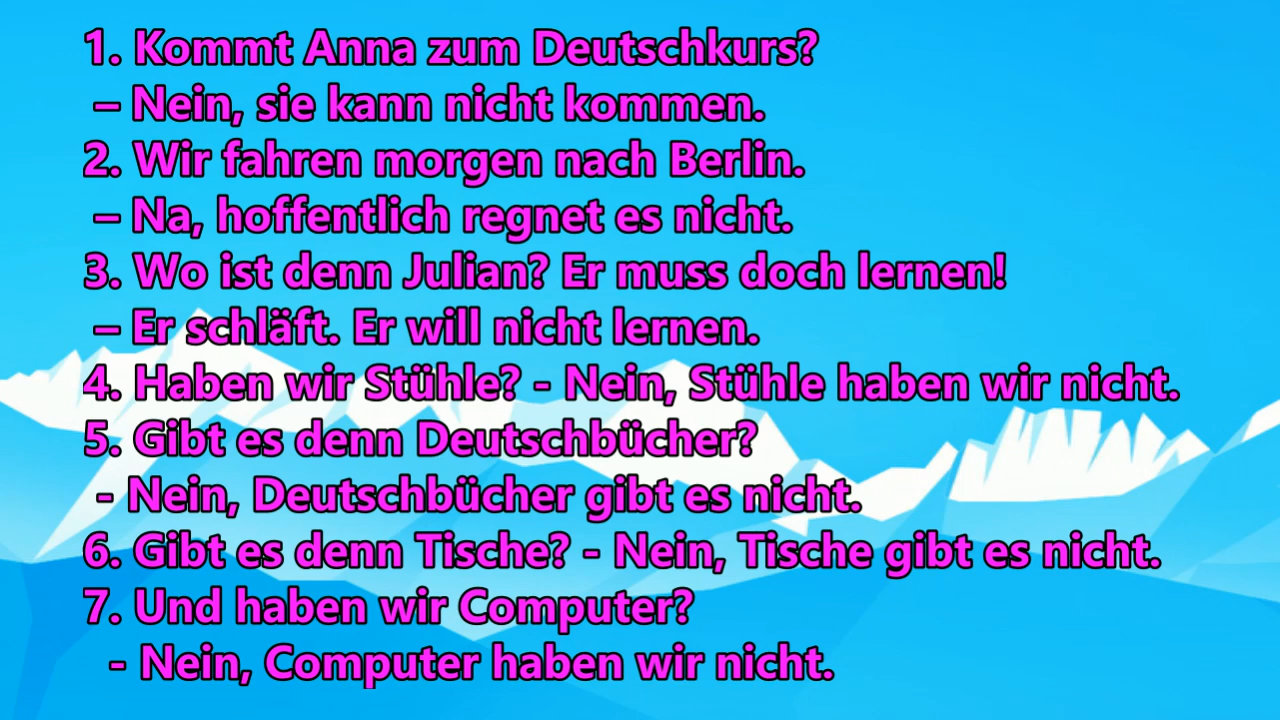 1. Kommt Anna zum Deutschkurs?
– Nein, sie kann nicht kommen.
2. Wir fahren morgen nach Berlin.
– Na, hoffentlich regnet es nicht.
3. Wo ist denn Julian? Er muss doch lernen!
– Er schläft. Er will nicht lernen.
4. Haben wir Stühle? - Nein, Stühle haben wir nicht.
5. Gibt es denn Deutschbücher?
- Nein, Deutschbücher gibt es nicht.
6. Gibt es denn Tische? - Nein, Tische gibt es nicht.
7. Und haben wir Computer?
- Nein, Computer haben wir nicht.